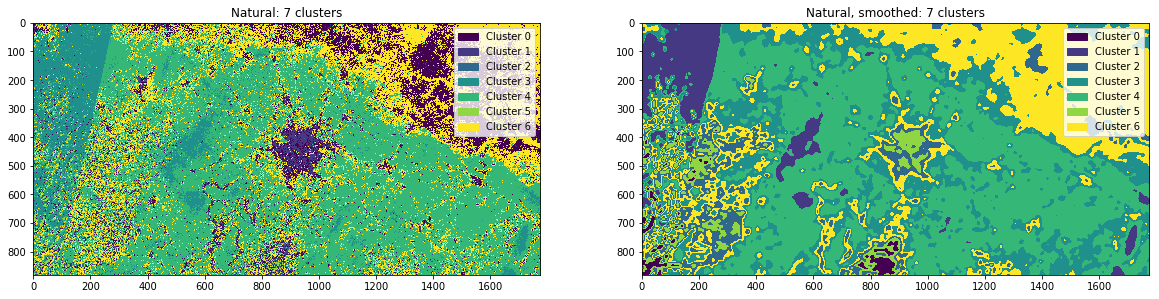 Natural: 7 clusters
0
100
200
300
400
500
600
700
800
0
200
400
600
800
1000
1200
1400
1600
Cluster 0
Cluster 1
Cluster 2
Cluster 3
Cluster 4
Cluster 5
Cluster 6
Natural, smoothed: 7 clusters
0
100
200
300
400
500
600
700
800
0
200
400
600
800
1000
1200
1400
1600
Cluster 0
Cluster 1
Cluster 2
Cluster 3
Cluster 4
Cluster 5
Cluster 6